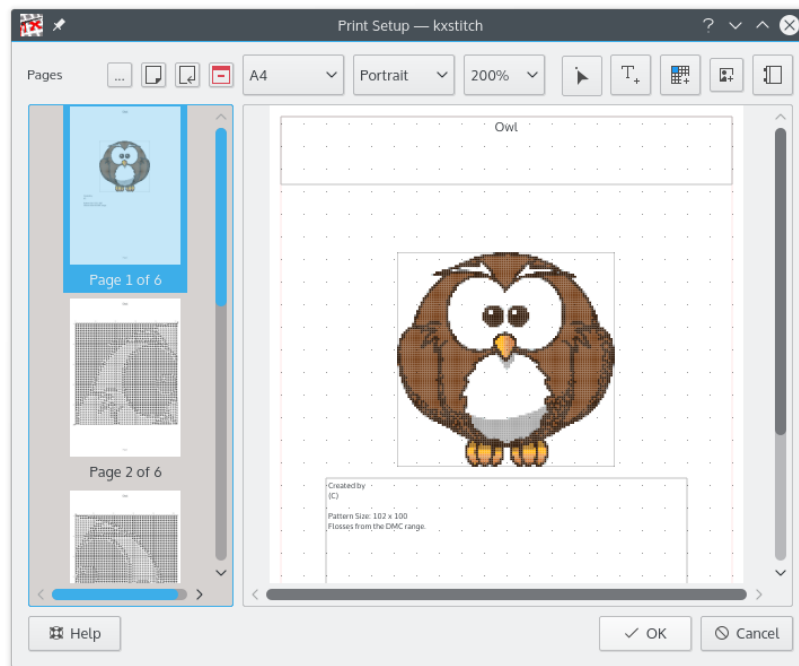 Print Setup — kxstitch
Pages
...
A4
Portrait
200%
Page 1 of 6
Page 2 of 6
Owl
Created by
(C)
Pattern Size: 102 x 100
Flosses from the DMC range.
Help
OK
Cancel